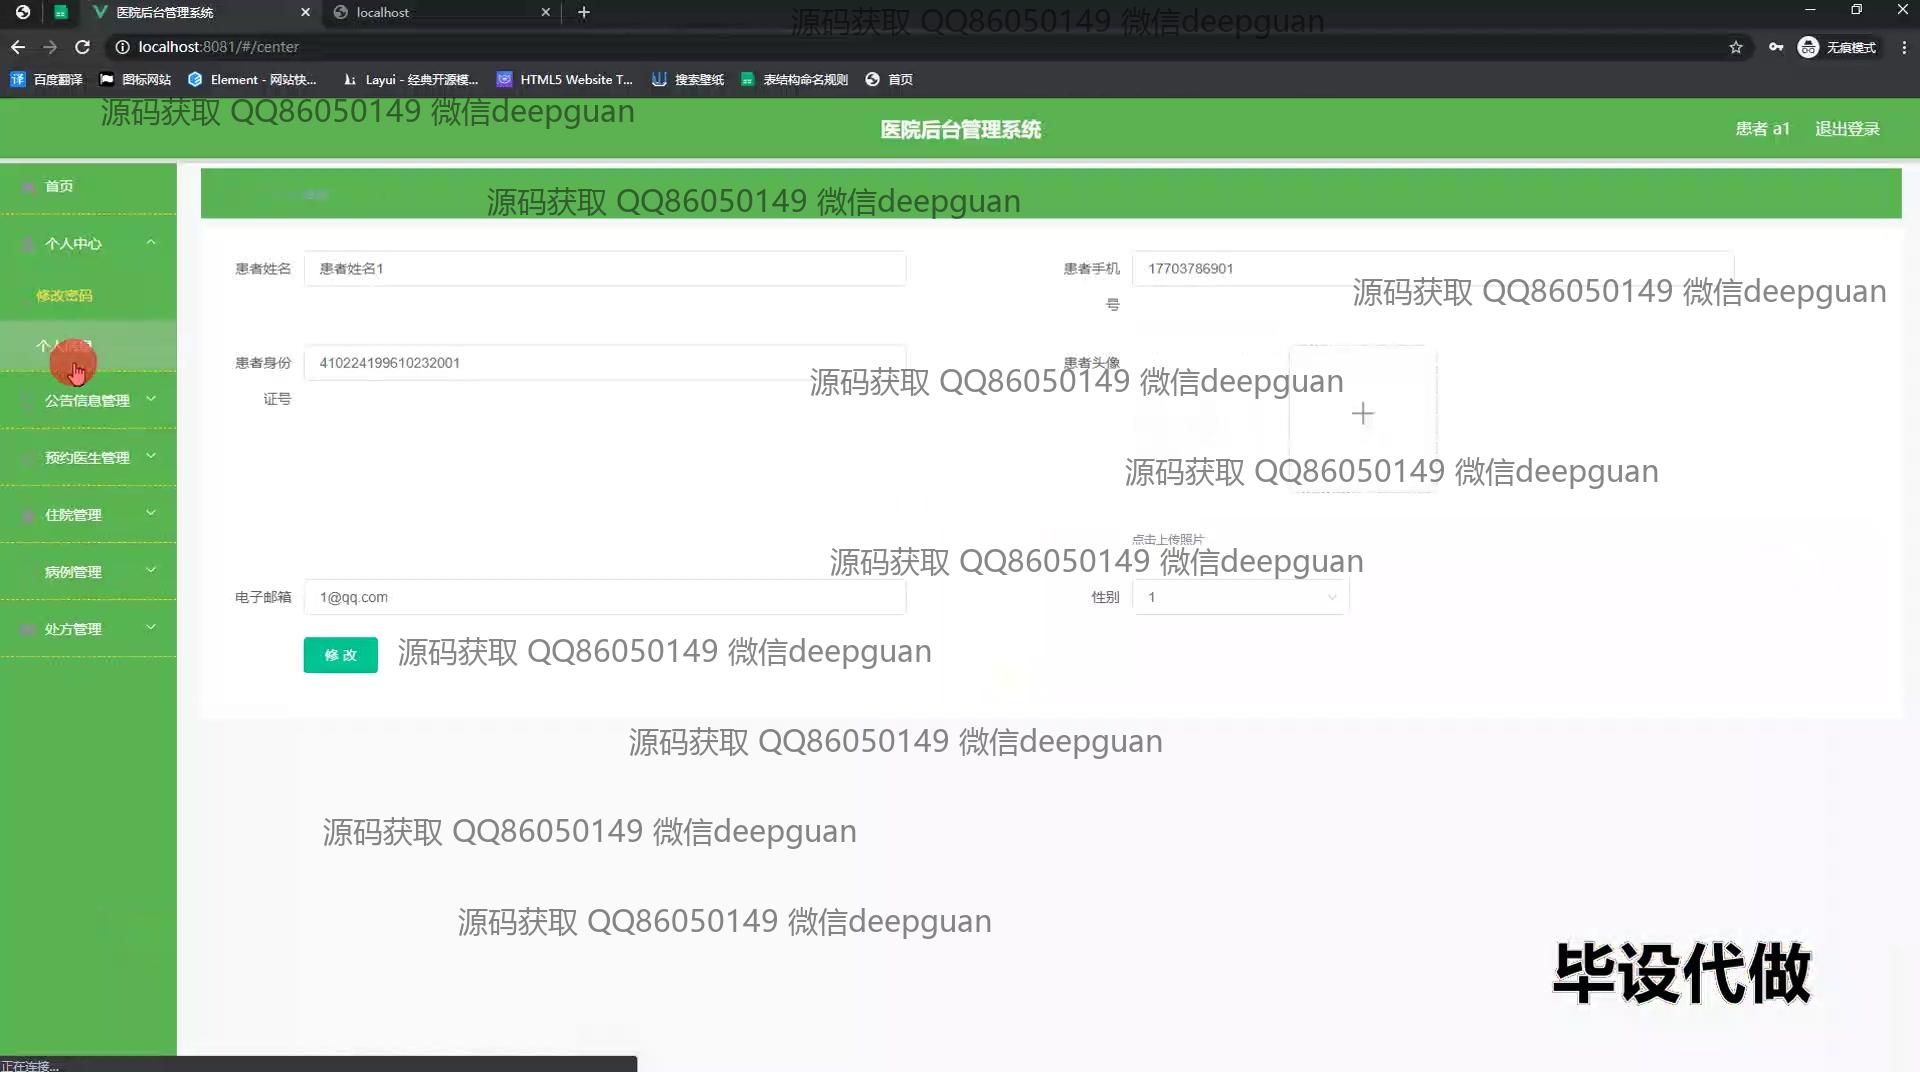 医院后台管理系统
localhost
源码获取 QQ86050149 微信deepguan
localhost:8081/#/center
无痕模式
百度翻译
图标网站
Element - 网站快...
Layui - 经典开源模...
HTML5 Website T...
搜索壁纸
表结构命名规则
首页
源码获取 QQ86050149 微信deepguan
医院后台管理系统
患者 a1
退出登录
首页
源码获取 QQ86050149 微信deepguan
个人中心
修改密码
个人信息
公告信息管理
预约医生管理
住院管理
病例管理
处方管理
患者姓名
患者姓名1
患者手机号
17703786901
源码获取 QQ86050149 微信deepguan
患者身份证号
410224199610232001
患者头像
源码获取 QQ86050149 微信deepguan
源码获取 QQ86050149 微信deepguan
点击上传照片
源码获取 QQ86050149 微信deepguan
电子邮箱
1@qq.com
性别
1
修 改
源码获取 QQ86050149 微信deepguan
源码获取 QQ86050149 微信deepguan
源码获取 QQ86050149 微信deepguan
源码获取 QQ86050149 微信deepguan
毕设代做
正在连接...